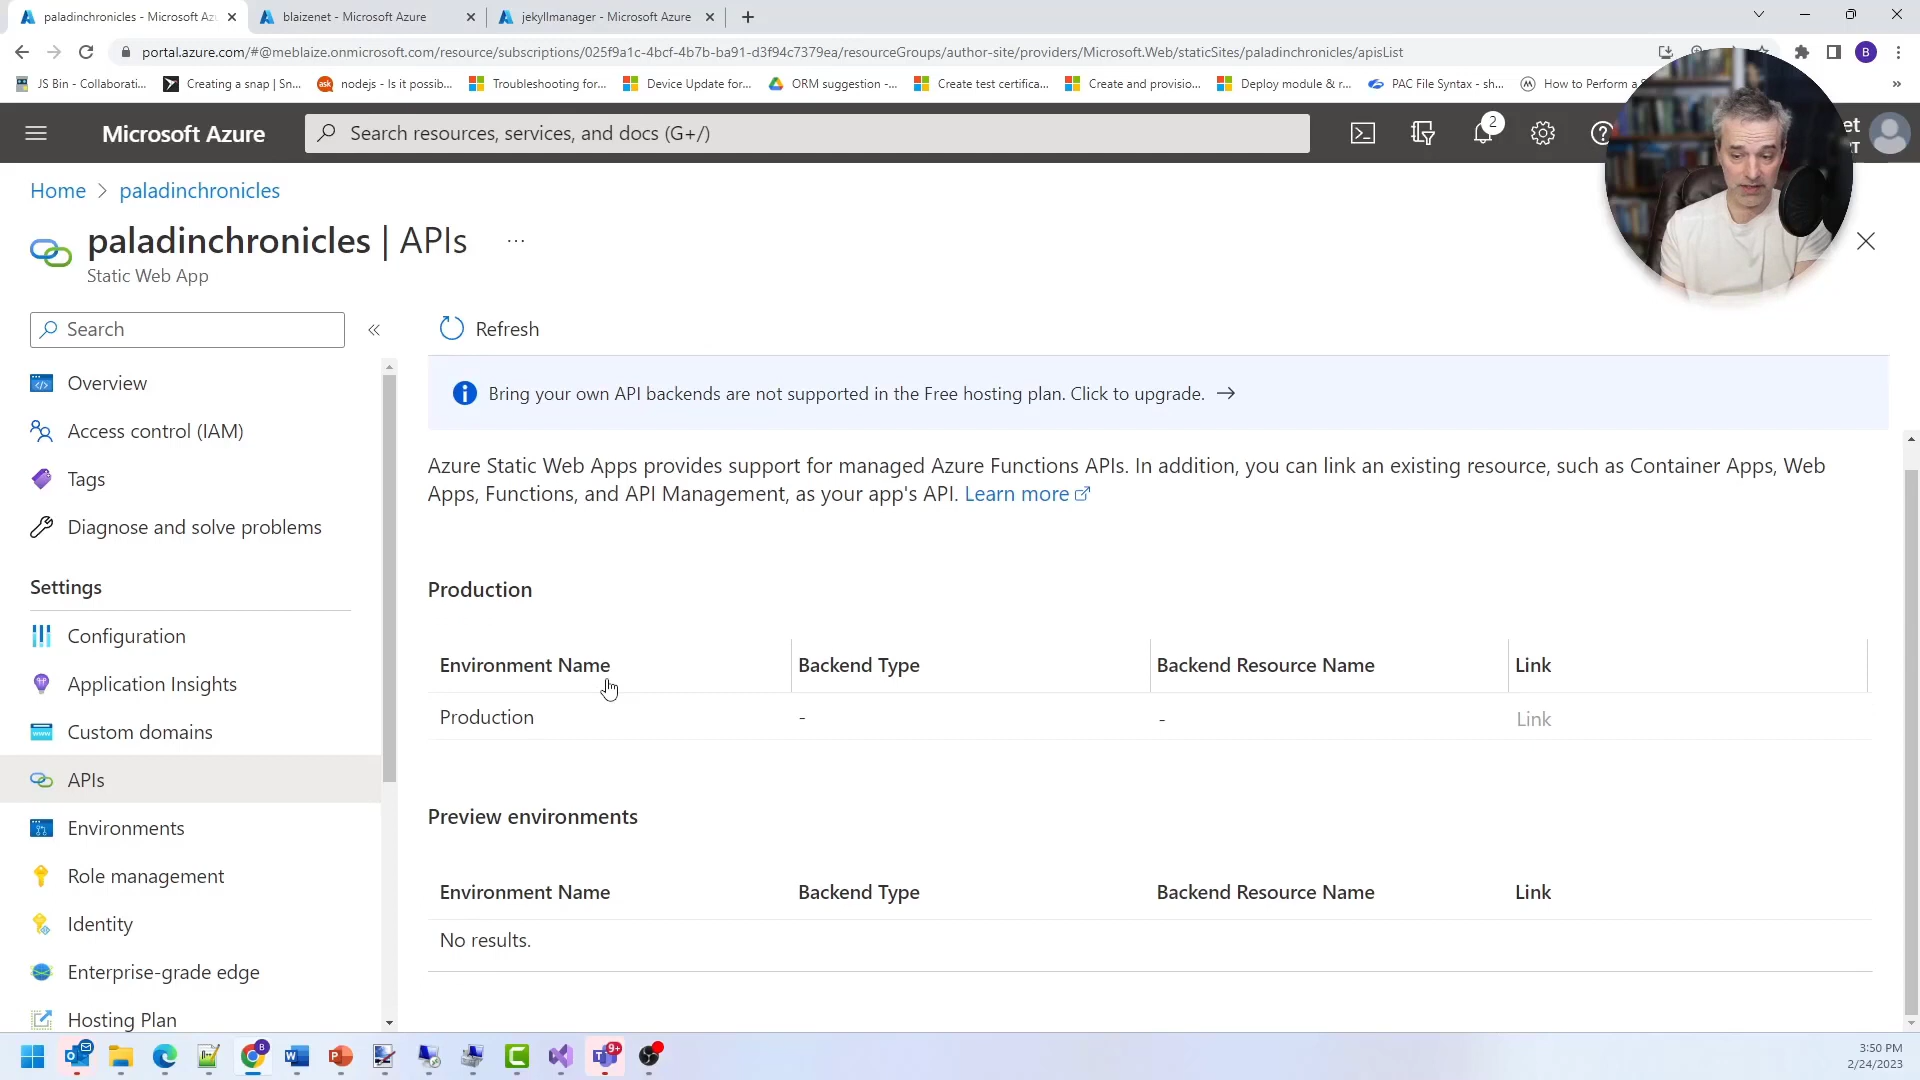 paladinchronicles - Microsoft Az
blaizenet - Microsoft Azure
jekyllmanager - Microsoft Azure
portal.azure.com/#@meblaize.onmicrosoft.com/resource/subscriptions/025f9a1c-4bcf-4b7b-ba91-d3f94c7379ea/resourceGroups/author-site/providers/Microsoft.Web/staticSites/paladinchronicles/apisList
B
JS Bin - Collaborati...
Creating a snap | Sn...
ask
nodejs - Is it possib...
Troubleshooting for...
Device Update for...
ORM suggestion -...
Create test certifica...
Create and provisio...
Deploy module & r...
PAC File Syntax - sh...
How to Perform a
»
Microsoft Azure
Search resources, services, and docs (G+/)
2
et
Home > paladinchronicles
paladinchronicles | APIs ...
Static Web App
Search
«
Refresh
Bring your own API backends are not supported in the Free hosting plan. Click to upgrade. →
Azure Static Web Apps provides support for managed Azure Functions APIs. In addition, you can link an existing resource, such as Container Apps, Web
Apps, Functions, and API Management, as your app's API. Learn more
Overview
Access control (IAM)
Tags
Diagnose and solve problems
Settings
Configuration
Application Insights
Custom domains
APIs
Environments
Role management
Identity
Enterprise-grade edge
Hosting Plan
Production
Environment Name Backend Type Backend Resource Name Link
Production - - Link
Preview environments
Environment Name Backend Type Backend Resource Name Link
No results.
9+
3:50 PM
2/24/2023